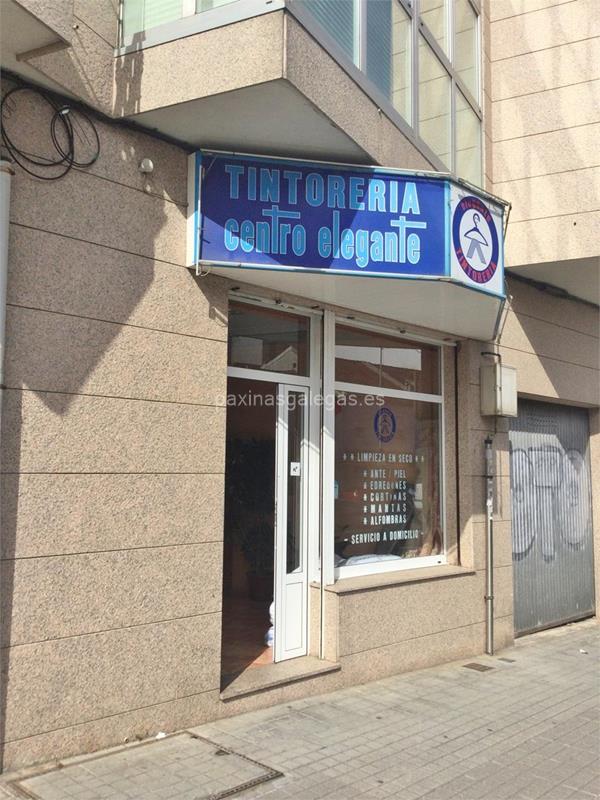 TINTORERIA
centro elegante
TINTORERIA
paxinasgalegas.es
* * LIMPIEZA EN SECO * *
* ANTE / PIEL
* EDREDONES
* CORTINAS
* MANTAS
* ALFOMBRAS
- SERVICIO A DOMICILIO -